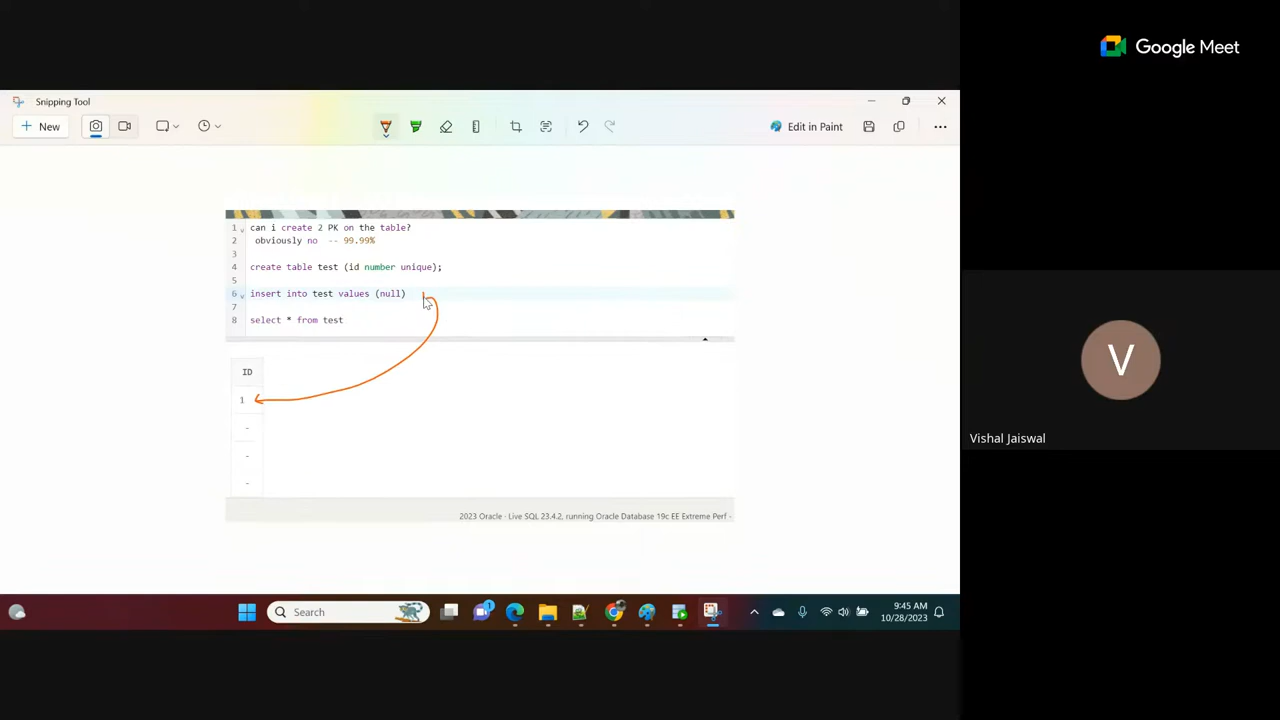 Google Meet
Snipping Tool
New
Edit in Paint
1 can i create 2 PK on the table?
2 obviously no -- 99.99%
3
4 create table test (id number unique);
5
6 insert into test values (null)
7
8 select * from test
ID
1
-
-
-
2023 Oracle · Live SQL 23.4.2, running Oracle Database 19c EE Extreme Perf -
V
Vishal Jaiswal
Search
1
9:45 AM
10/28/2023